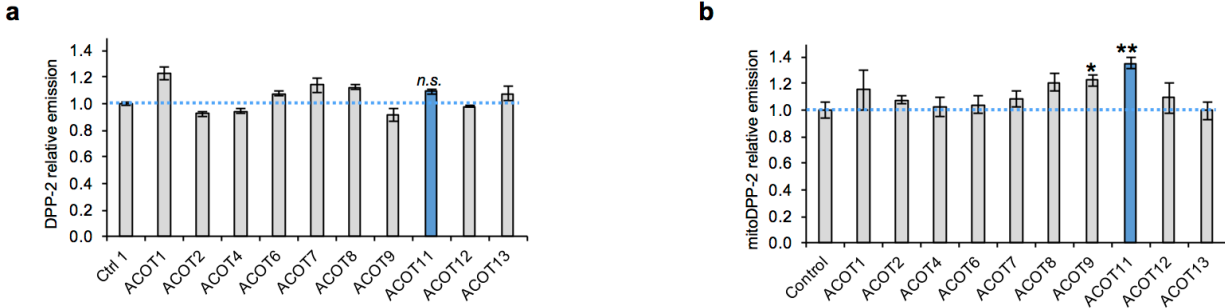 a
DPP-2 relative emission
1.4
1.2
1.0
0.8
0.6
0.4
0.2
0.0
n.s.
Ctrl 1
ACOT1
ACOT2
ACOT4
ACOT6
ACOT7
ACOT8
ACOT9
ACOT11
ACOT12
ACOT13
b
mitoDPP-2 relative emission
1.4
1.2
1.0
0.8
0.6
0.4
0.2
0.0
*
**
Control
ACOT1
ACOT2
ACOT4
ACOT6
ACOT7
ACOT8
ACOT9
ACOT11
ACOT12
ACOT13